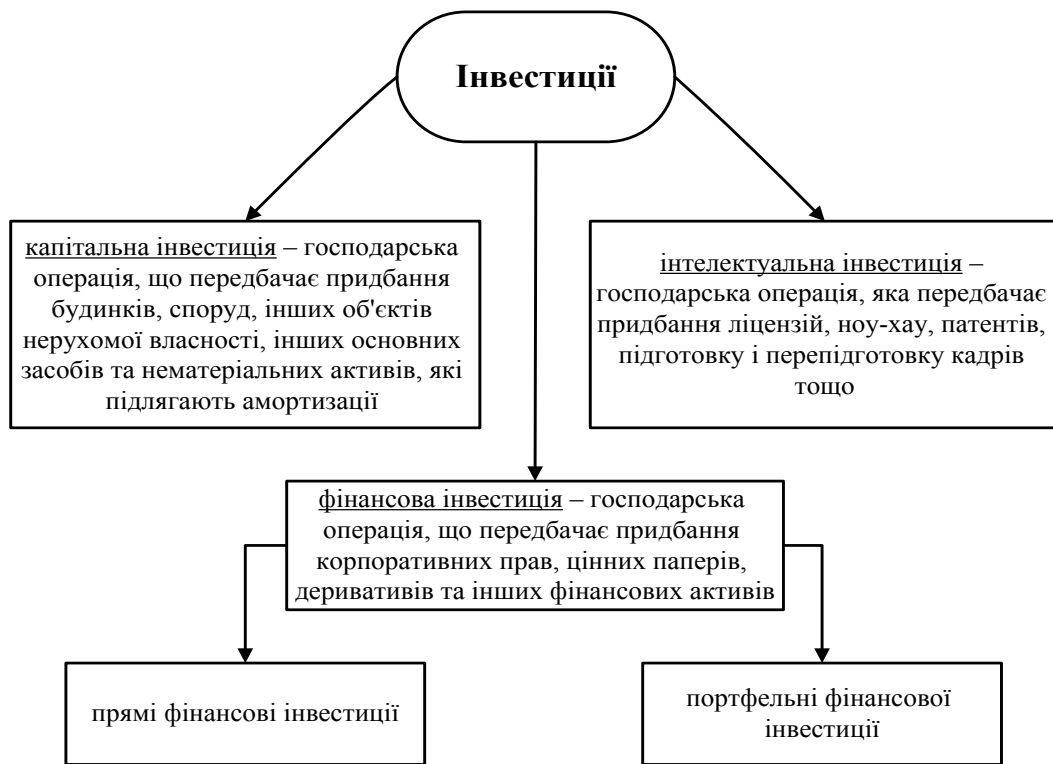 Інвестиції
капітальна інвестиція – господарська
операція, що передбачає придбання
будинків, споруд, інших об'єктів
нерухомої власності, інших основних
засобів та нематеріальних активів, які
підлягають амортизації
інтелектуальна інвестиція –
господарська операція, яка передбачає
придбання ліцензій, ноу-хау, патентів,
підготовку і перепідготовку кадрів
тощо
фінансова інвестиція – господарська
операція, що передбачає придбання
корпоративних прав, цінних паперів,
деривативів та інших фінансових активів
прямі фінансові інвестиції
портфельні фінансової
інвестиції